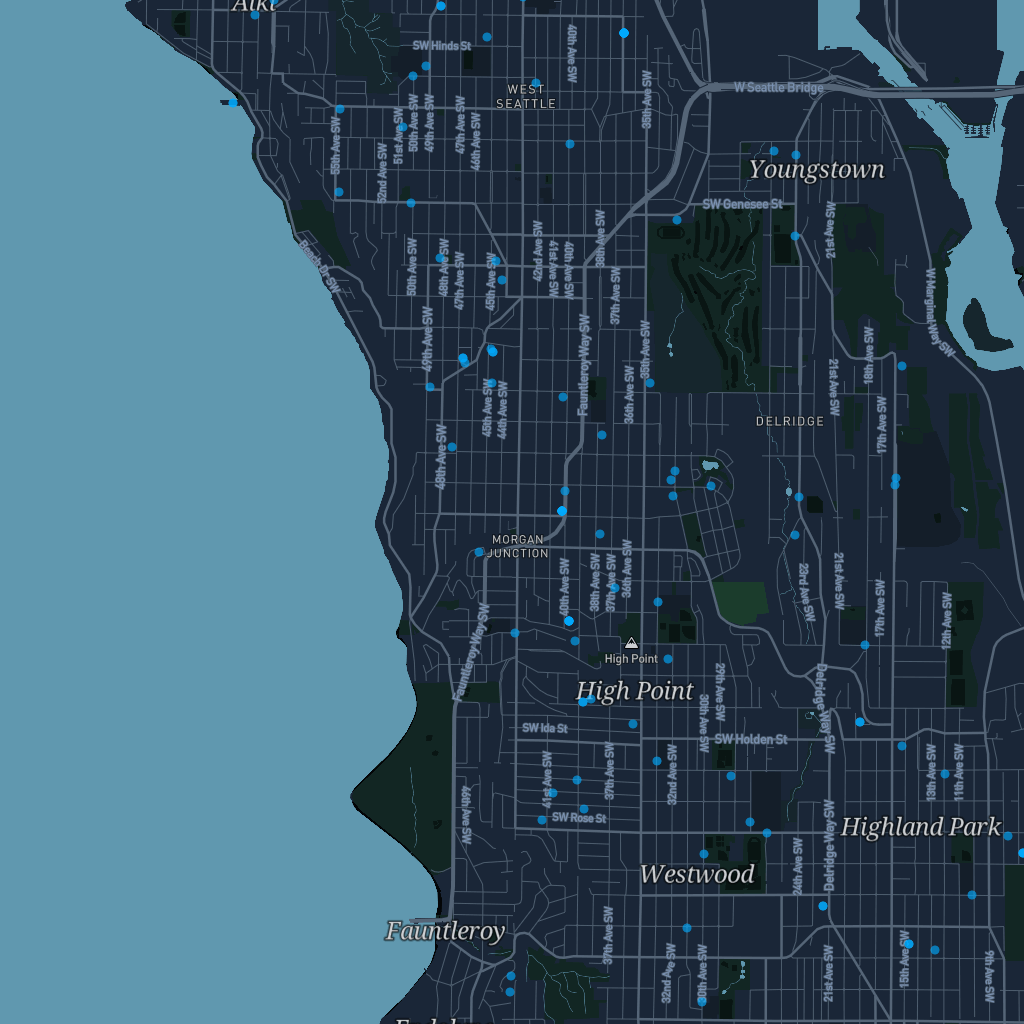 Alki
SW Hinds St
40th Ave SW
WEST
SEATTLE
35th Ave SW
W Seattle Bridge
55th Ave SW
52nd Ave SW
51st Ave SW
50th Ave SW
49th Ave SW
47th Ave SW
46th Ave SW
Youngstown
SW Genesee St
21st Ave SW
Beach Dr SW
50th Ave SW
48th Ave SW
47th Ave SW
45th Ave SW
42nd Ave SW
41st Ave SW
40th Ave SW
38th Ave SW
37th Ave SW
W Marginal Way SW
49th Ave SW
Fauntleroy Way SW
35th Ave SW
36th Ave SW
45th Ave SW
44th Ave SW
21st Ave SW
18th Ave SW
17th Ave SW
DELRIDGE
48th Ave SW
MORGAN
JUNCTION
40th Ave SW
38th Ave SW
37th Ave SW
36th Ave SW
23rd Ave SW
21st Ave SW
17th Ave SW
12th Ave SW
Fauntleroy Way SW
High Point
High Point
29th Ave SW
30th Ave SW
Delridge Way SW
SW Ida St
SW Holden St
41st Ave SW
37th Ave SW
32nd Ave SW
13th Ave SW
11th Ave SW
46th Ave SW
SW Rose St
Highland Park
Westwood
24th Ave SW
Delridge Way SW
Fauntleroy
37th Ave SW
32nd Ave SW
30th Ave SW
21st Ave SW
15th Ave SW
9th Ave SW